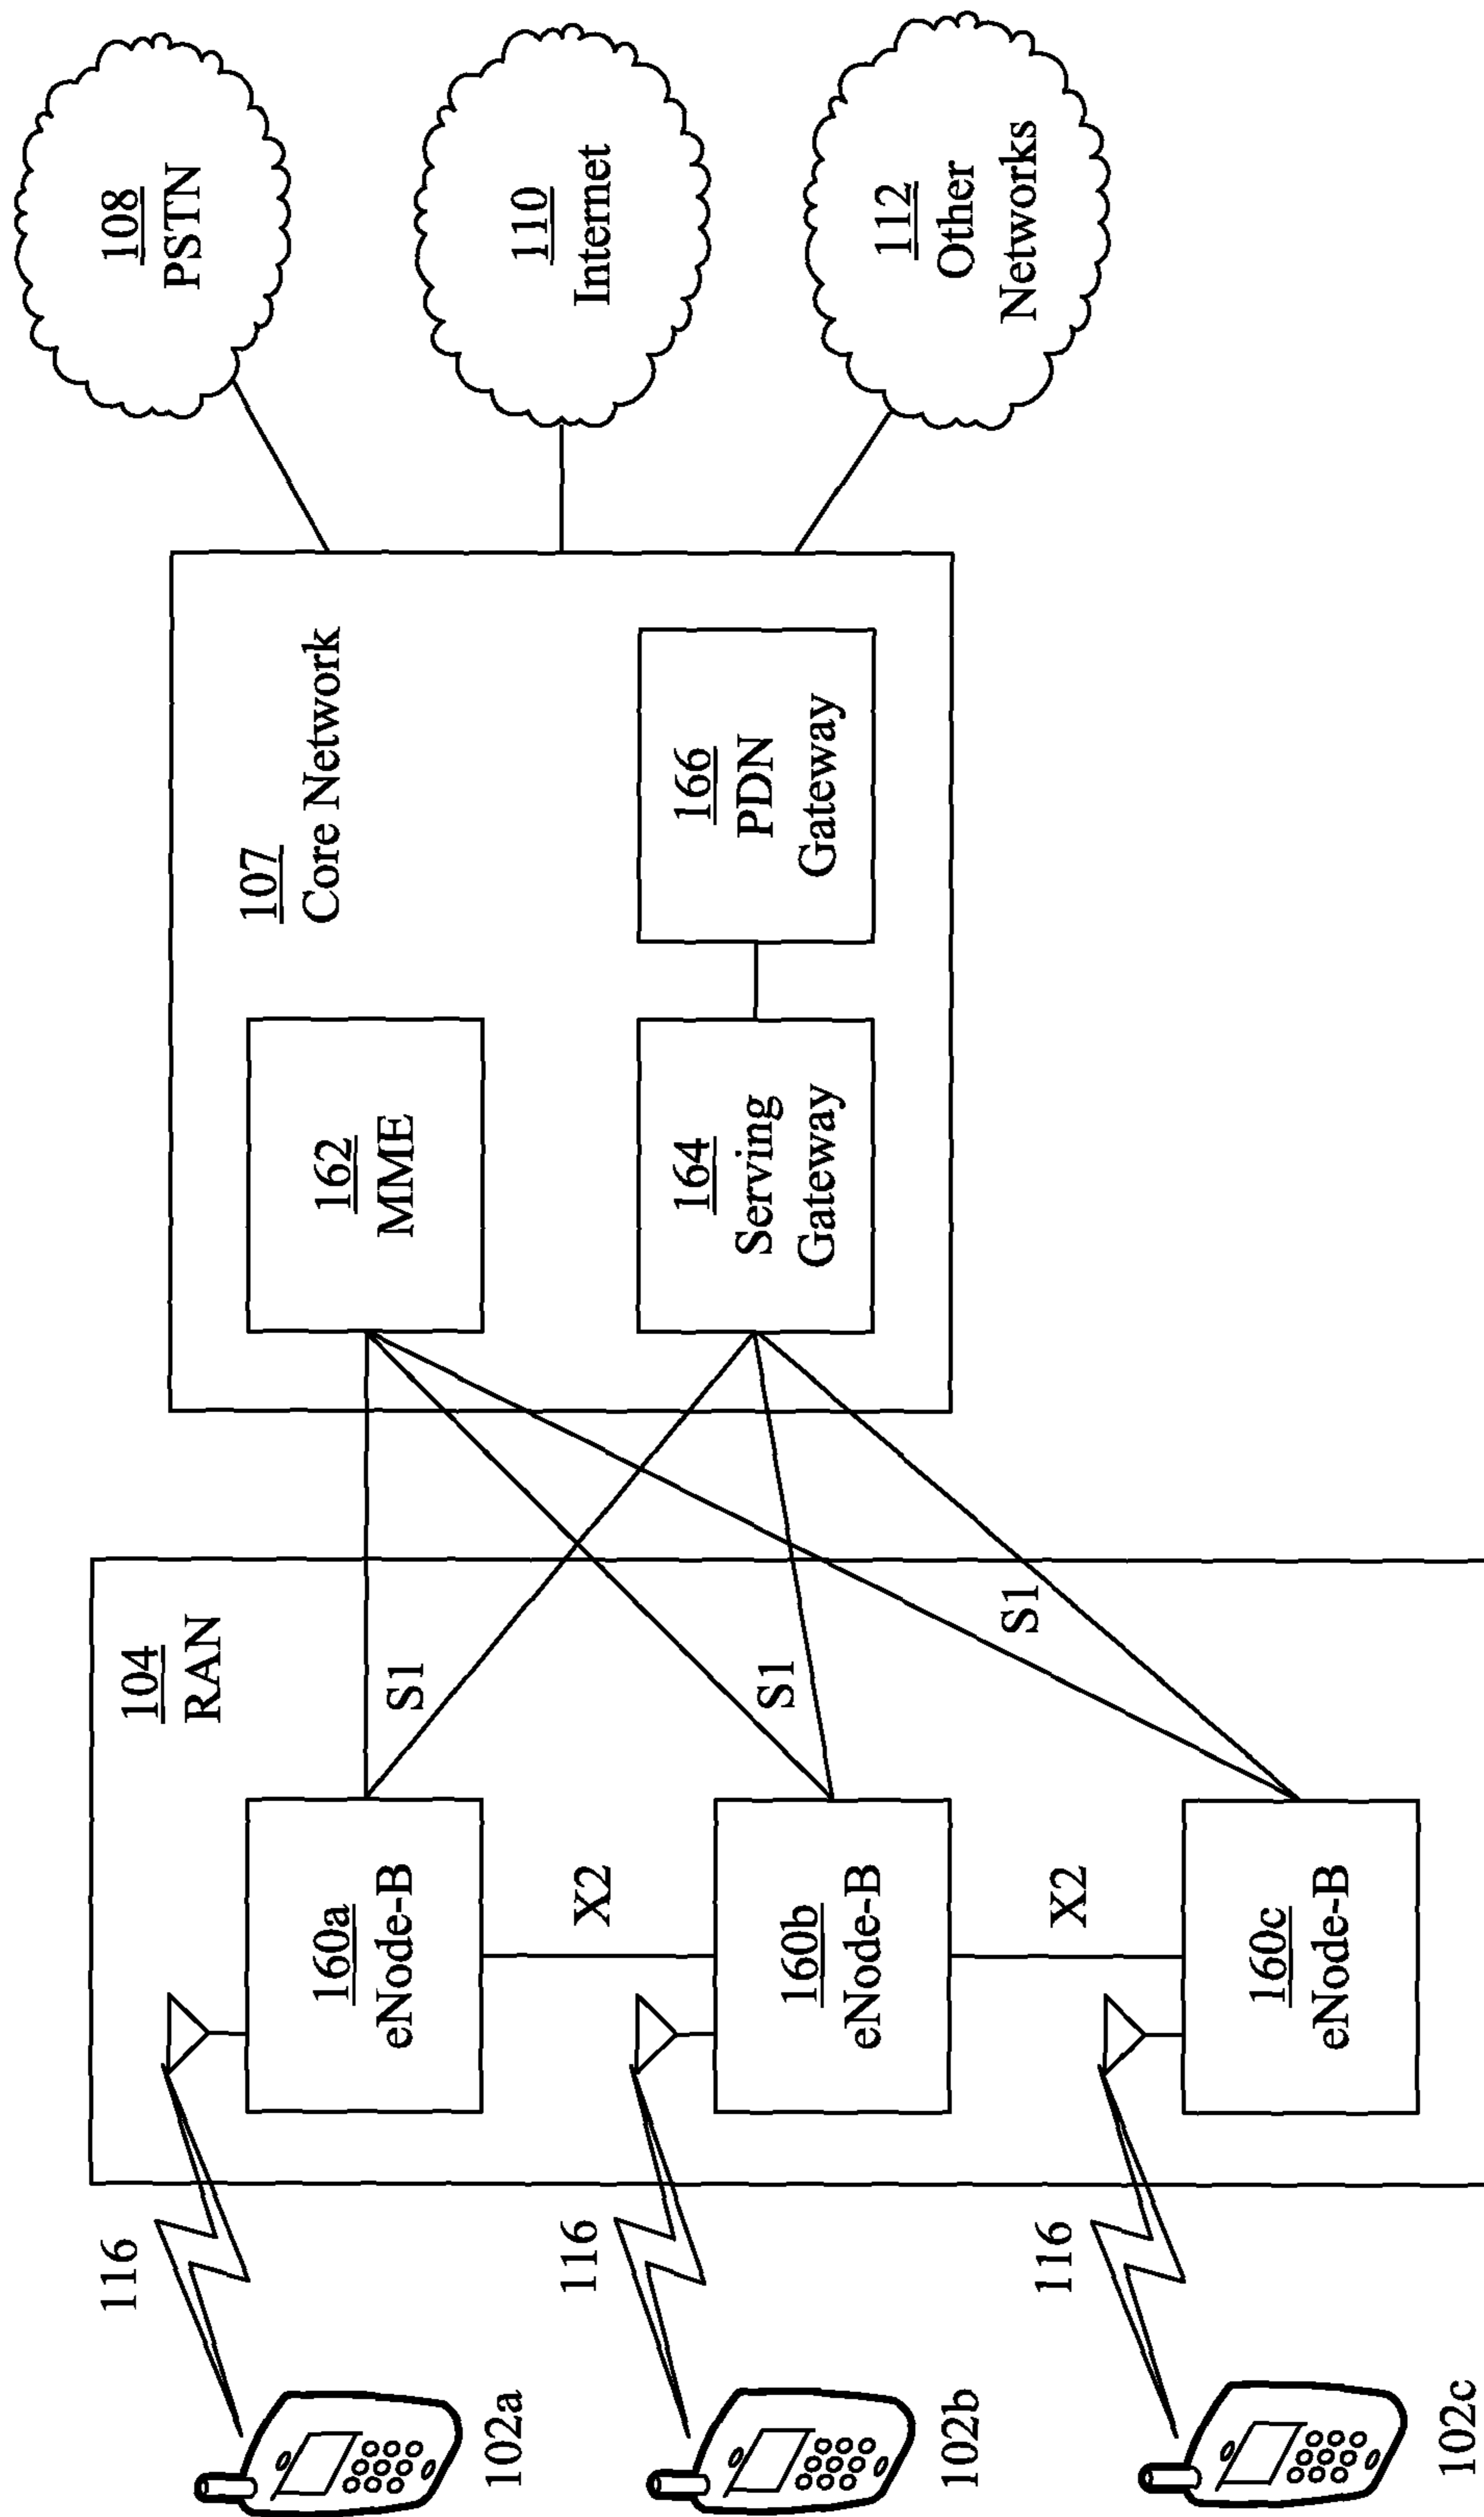 104
RAN
107
Core Network
108
PSTN
116
160a
eNode-B
S1
162
MME
102a
X2
110
Internet
116
160b
eNode-B
S1
164
Serving
Gateway
166
PDN
Gateway
102b
X2
S1
112
Other
Networks
116
160c
eNode-B
102c